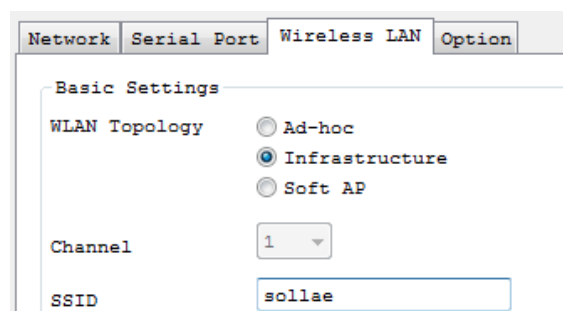 Network Serial Port Wireless LAN Option
Basic Settings
WLAN Topology Ad-hoc
Infrastructure
Soft AP
Channel 1
SSID sollae